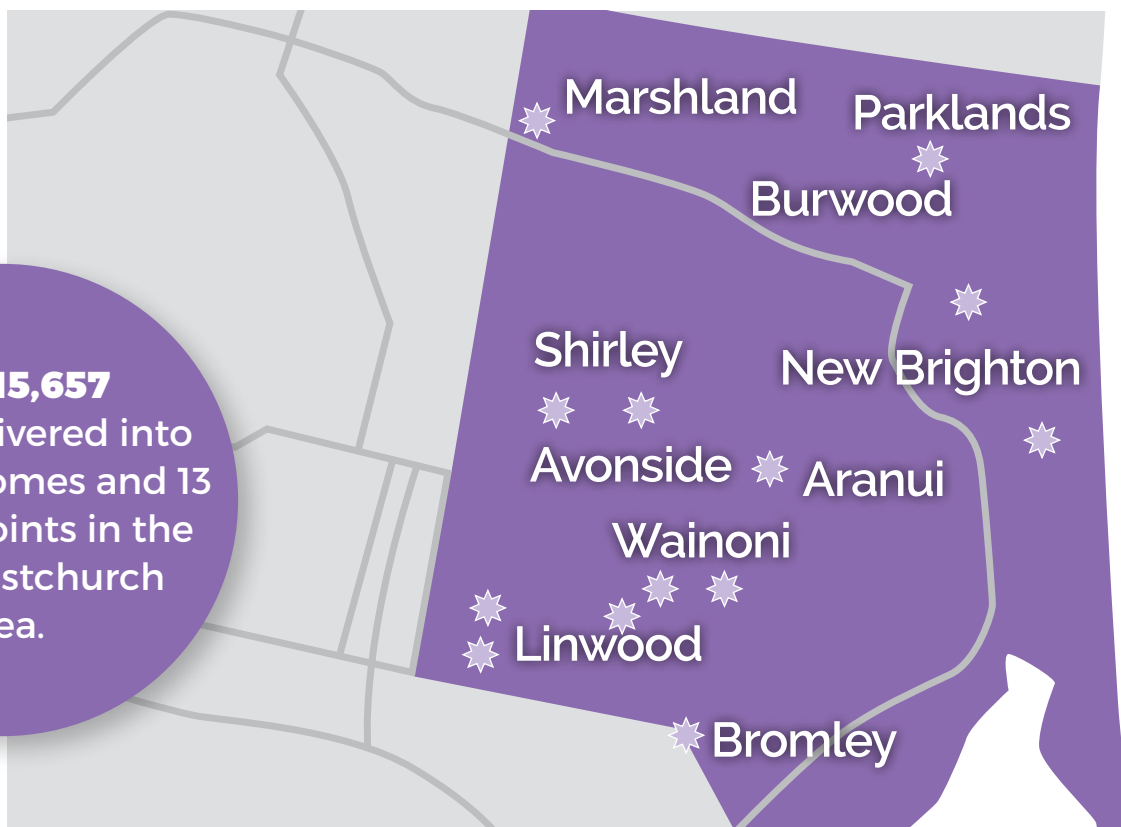 15,657
ivered into
omes and 13
oints in the
stchurch
ea.
Marshland
Parklands
Burwood
Shirley
New Brighton
Avonside
Aranui
Wainoni
Linwood
Bromley